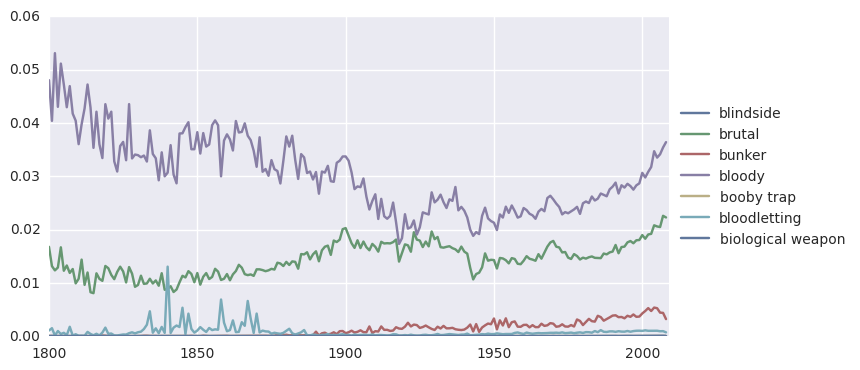 0.06
0.05
0.04
0.03
0.02
0.01
0.00
1800
1850
1900
1950
2000
blindside
brutal
bunker
bloody
booby trap
bloodletting
biological weapon